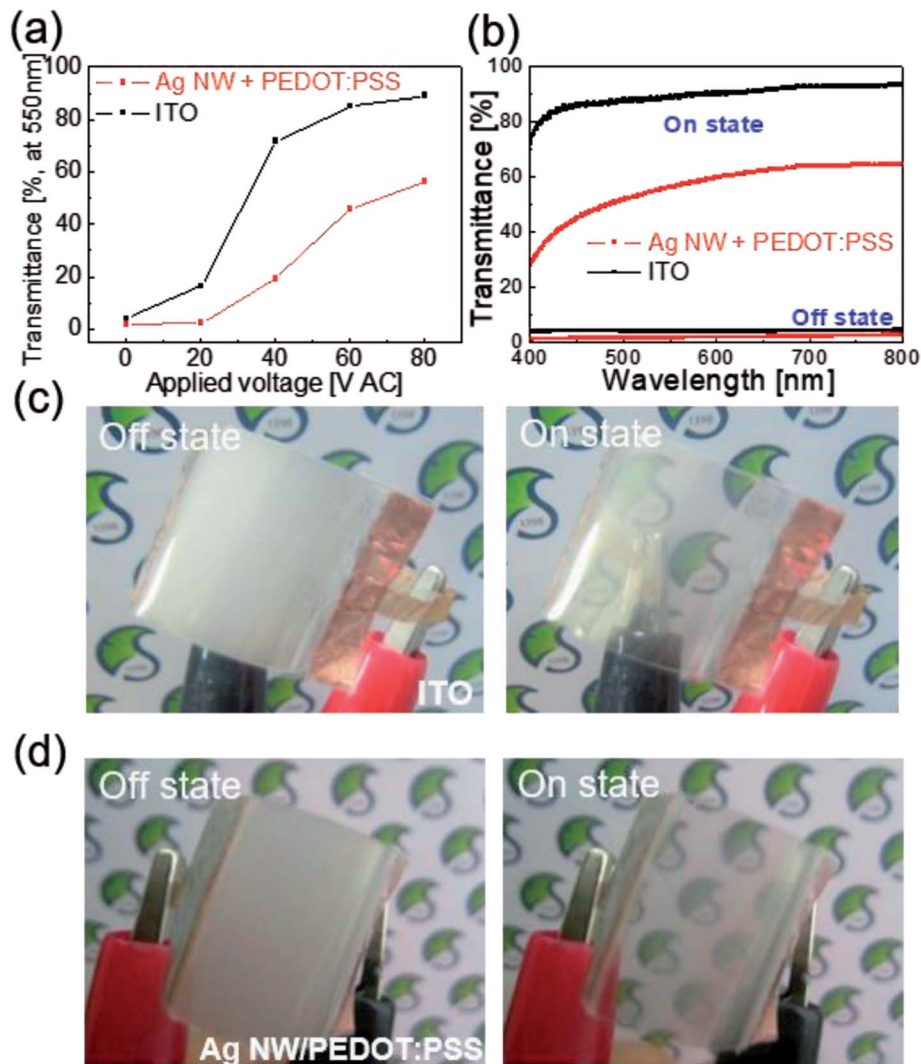 (a)
Transmittance [%, at 550nm]
100
80
60
40
20
0
Ag NW + PEDOT:PSS
ITO
0 20 40 60 80
Applied voltage [V AC]
(b)
Transmittance [%]
100
80
60
40
20
0
On state
Ag NW + PEDOT:PSS
ITO
Off state
400 500 600 700 800
Wavelength [nm]
(c)
Off state
ITO
On state
(d)
Off state
Ag NW/PEDOT:PSS
On state